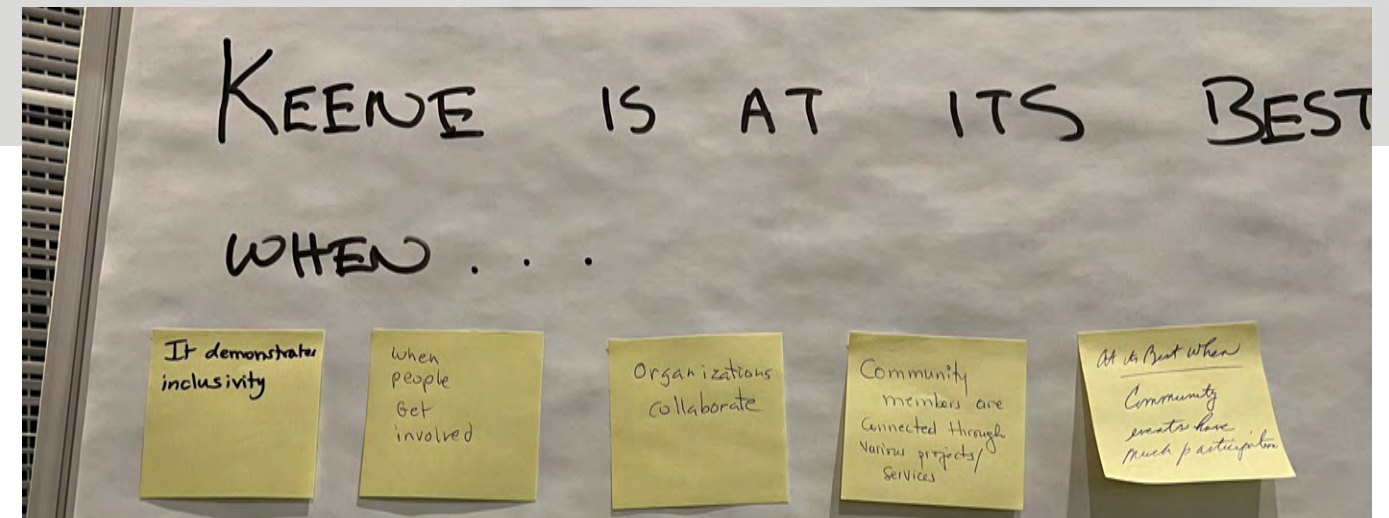 KEENE IS AT ITS BEST
WHEN . . .
It demonstrates
inclusivity
When
people
Get
involved
Organizations
collaborate
Community
members are
Connected through
Various projects/
Services
At its Best when
Community
events have
much participation